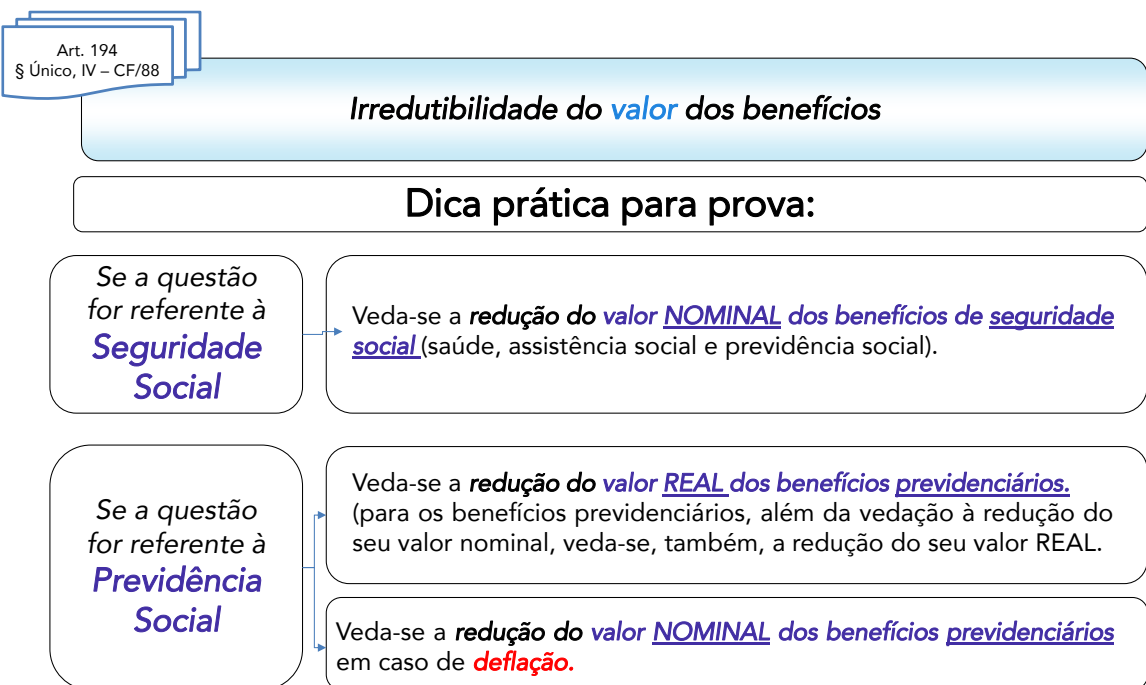 Art. 194
§ Único, IV – CF/88
Irredutibilidade do valor dos benefícios
Dica prática para prova:
Se a questão
for referente à
Seguridade
Social
Veda-se a redução do valor NOMINAL dos benefícios de seguridade
social (saúde, assistência social e previdência social).
Se a questão
for referente à
Previdência
Social
Veda-se a redução do valor REAL dos benefícios previdenciários.
(para os benefícios previdenciários, além da vedação à redução do
seu valor nominal, veda-se, também, a redução do seu valor REAL.
Veda-se a redução do valor NOMINAL dos benefícios previdenciários
em caso de deflação.